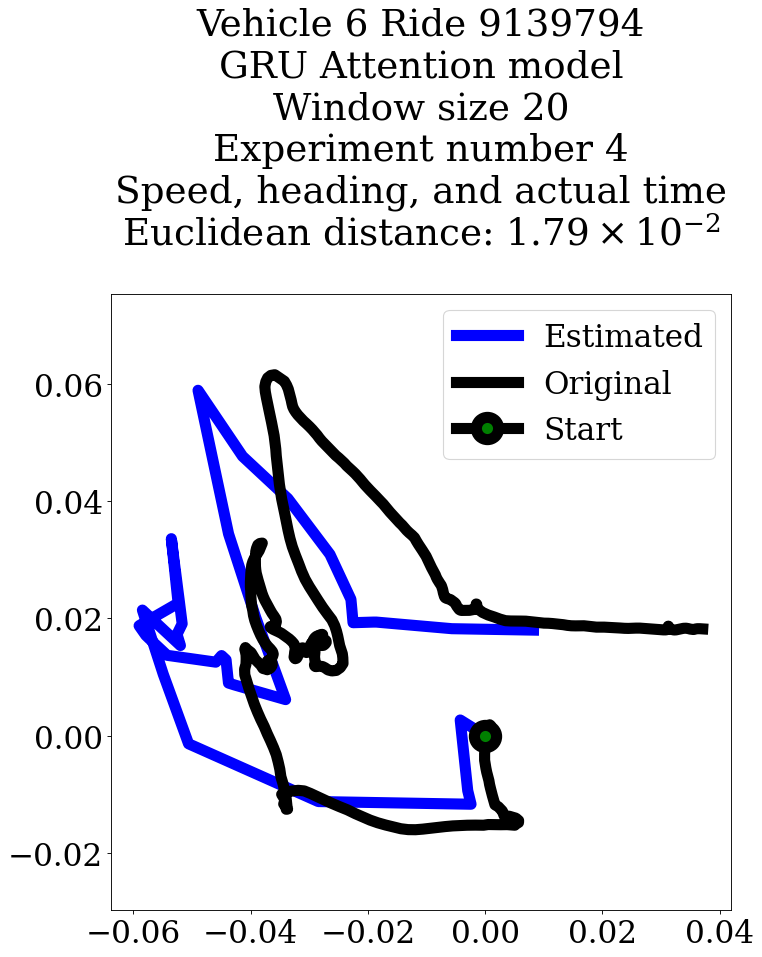 Vehicle 6 Ride 9139794
GRU Attention model
Window size 20
Experiment number 4
Speed, heading, and actual time
Euclidean distance: 1.79 × 10⁻²
Estimated
Original
Start
0.06
0.04
0.02
0.00
−0.02
−0.06 −0.04 −0.02 0.00 0.02 0.04